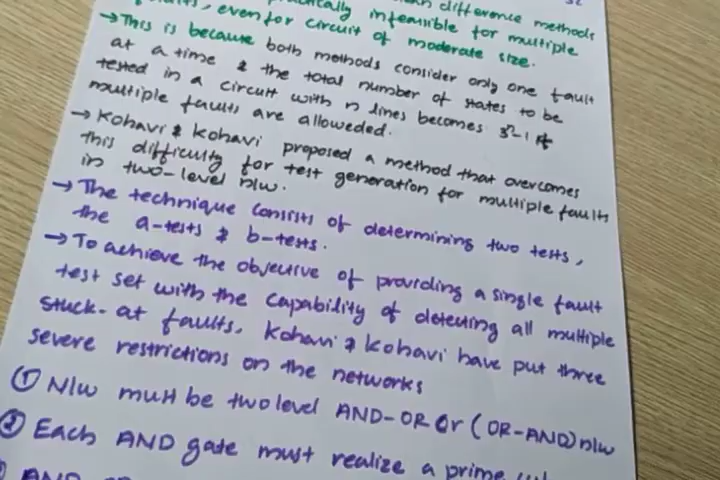 difference methods
practically infeasible for multiple
faults, even for circuit of moderate size.
→ This is because both methods consider only one fault
at a time & the total number of states to be
tested in a circuit with n lines becomes 3ⁿ-1 if
multiple faults are alloweded.
→ Kohavi & Kohavi proposed a method that overcomes
this difficulty for test generation for multiple faults
in two-level n/w.
→ The technique consists of determining two tests,
the a-tests & b-tests.
→ To achieve the objective of providing a single fault
test set with the capability of detecting all multiple
stuck-at faults, Kohavi & Kohavi have put three
severe restrictions on the networks
① N/w must be two level AND-OR or (OR-AND) n/w
② Each AND gate must realize a prime
AND